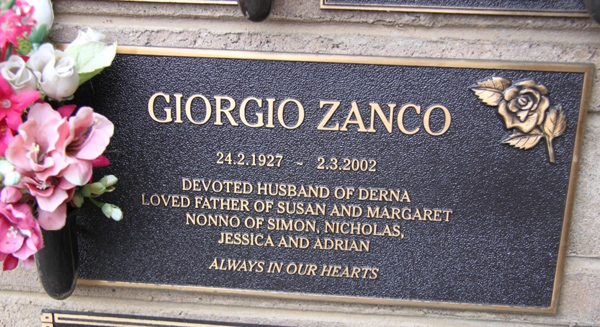 GIORGIO ZANCO
24.2.1927 - 2.3.2002
DEVOTED HUSBAND OF DERNA
LOVED FATHER OF SUSAN AND MARGARET
NONNO OF SIMON, NICHOLAS,
JESSICA AND ADRIAN
ALWAYS IN OUR HEARTS